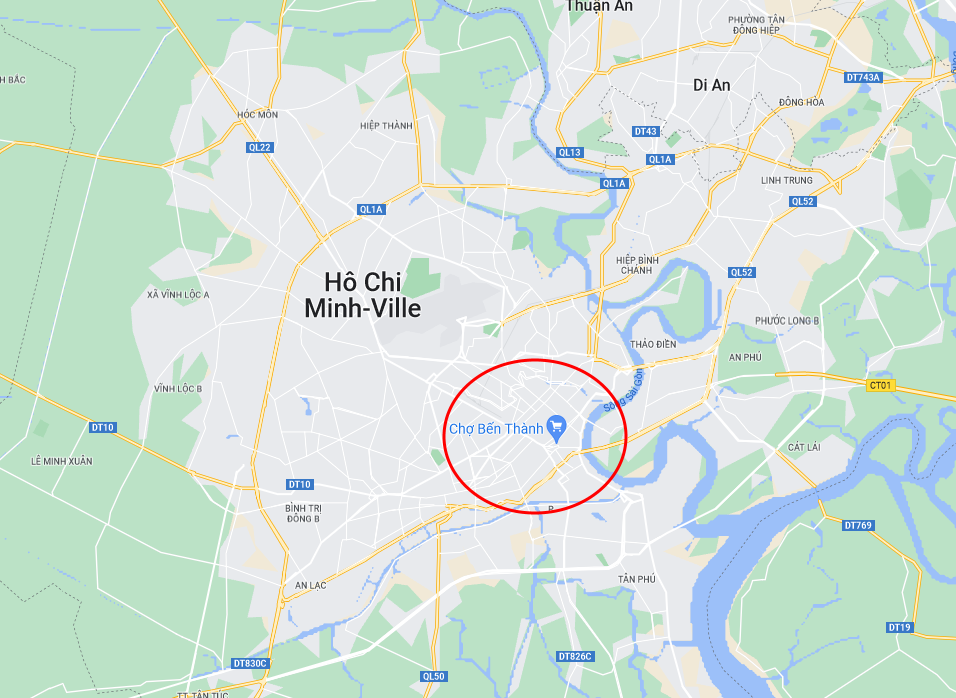 Thuận An
PHƯỜNG TÂN
ĐÔNG HIỆP
H BẮC
DT743A
Di An
ĐÔNG HÒA
HÓC MÔN
HIỆP THÀNH
DT43
QL22
QL13
QL1A
LINH TRUNG
QL1A
QL52
QL1A
HIỆP BÌNH
CHÁNH
QL52
Hô Chi
Minh-Ville
XÃ VĨNH LỘC A
PHƯỚC LONG B
THẢO ĐIỀN
AN PHÚ
VĨNH LỘC B
CT01
Sông Sài Gòn
Chợ Bến Thành
DT10
CÁT LÁI
LÊ MINH XUÂN
DT10
BÌNH TRỊ
ĐÔNG B
DT769
TÂN PHÚ
AN LẠC
DT19
DT830C
DT826C
QL50
TT. TÂN TÚC